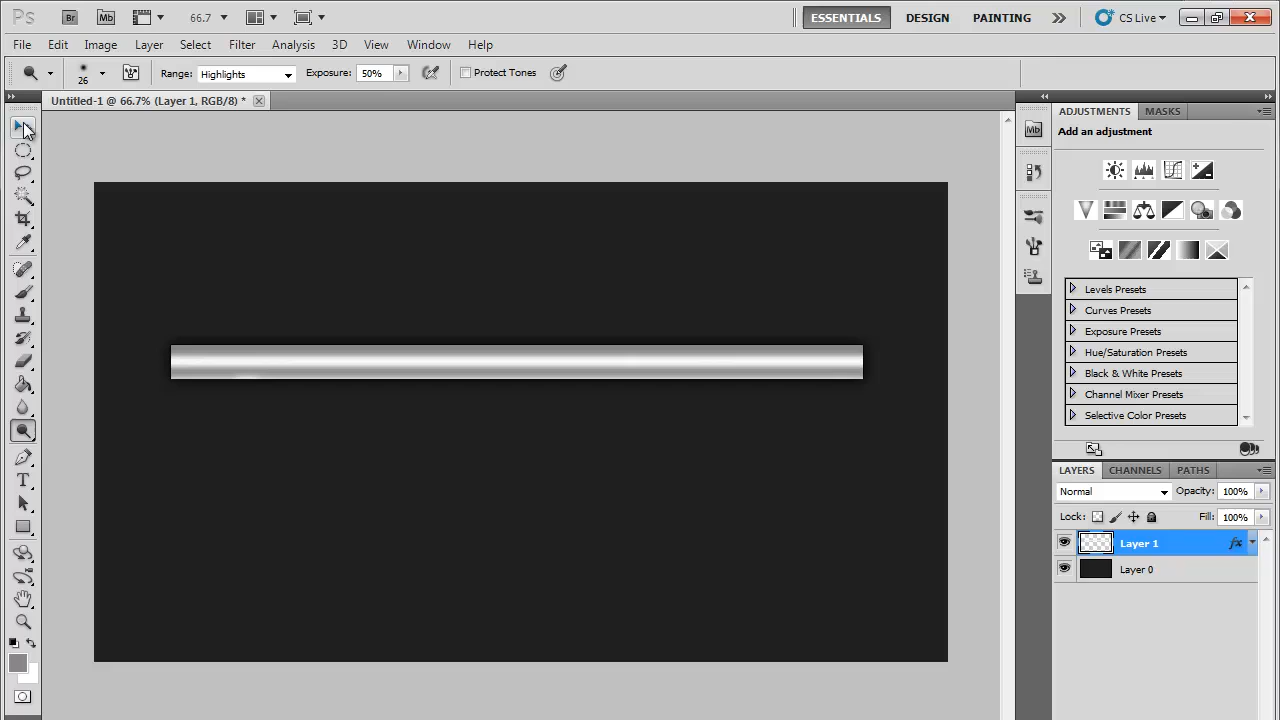 Ps Br Mb 66.7 ESSENTIALS DESIGN PAINTING CS Live
File Edit Image Layer Select Filter Analysis 3D View Window Help
26 Range: Highlights Exposure: 50% Protect Tones
Untitled-1 @ 66.7% (Layer 1, RGB/8) *
ADJUSTMENTS MASKS
Mb
Add an adjustment
Levels Presets
Curves Presets
Exposure Presets
Hue/Saturation Presets
Black & White Presets
Channel Mixer Presets
Selective Color Presets
LAYERS CHANNELS PATHS
Normal Opacity: 100%
Lock: Fill: 100%
Layer 1 fx
Layer 0
T